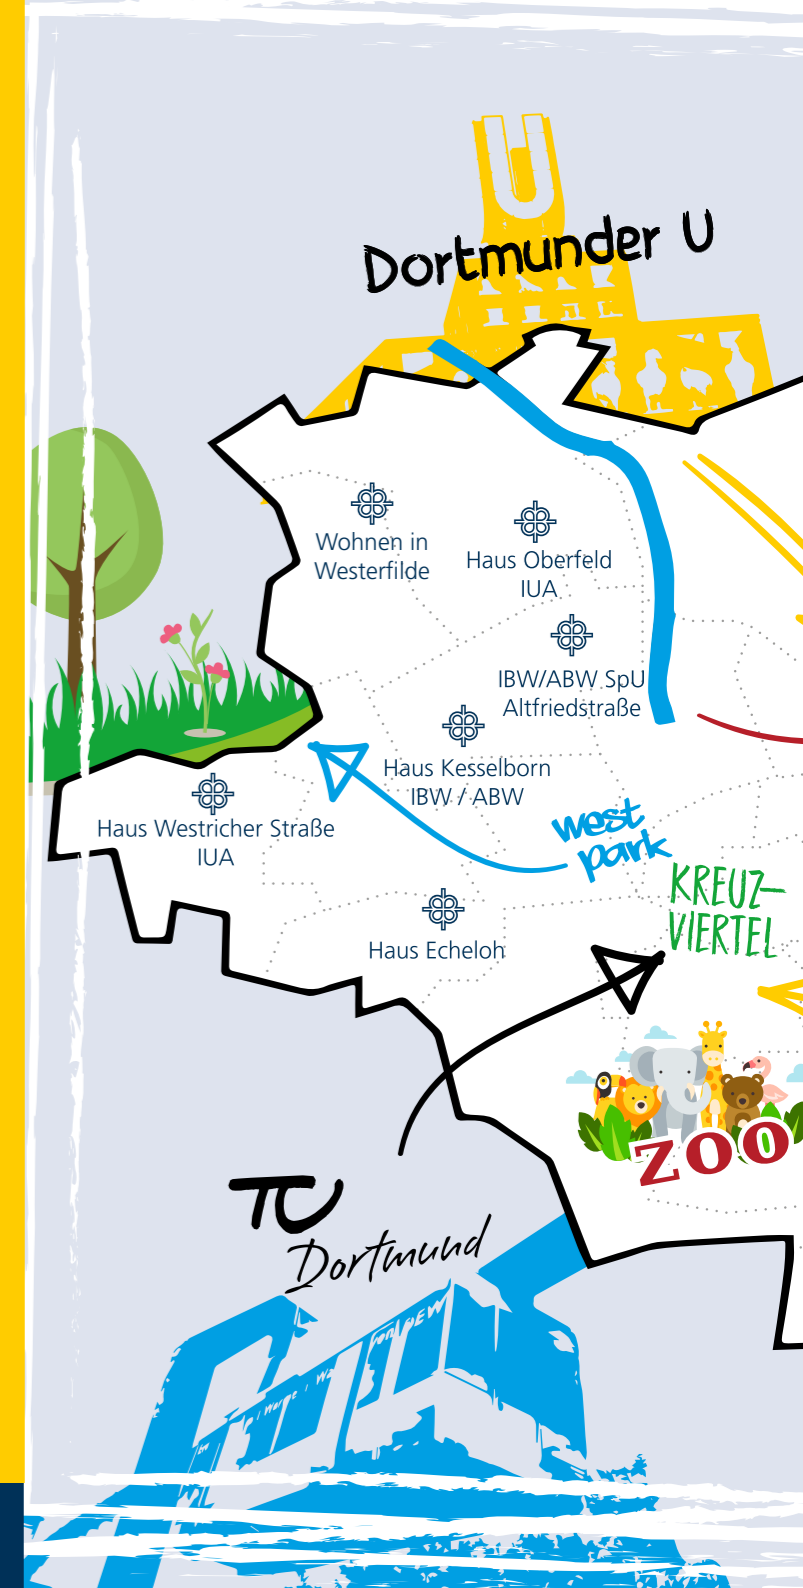 U
Dortmunder U
Wohnen in
Westerfilde
Haus Oberfeld
IUA
IBW/ABW SpU
Altfriedstraße
Haus Kesselborn
IBW / ABW
Haus Westricher Straße
IUA
west
park
KREUZ-
VIERTEL
Haus Echeloh
ZOO
TU
Dortmund